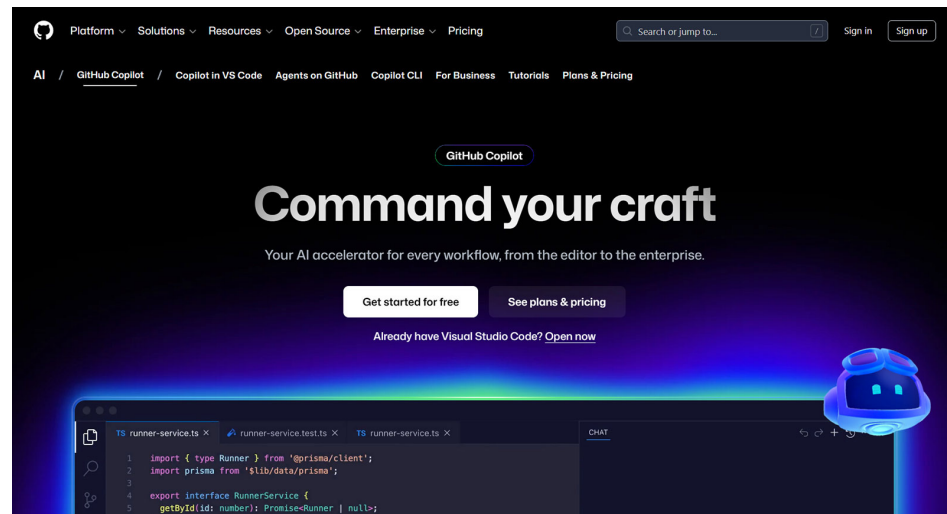 Platform Solutions Resources Open Source Enterprise Pricing Search or jump to... / Sign in Sign up
AI / GitHub Copilot / Copilot in VS Code Agents on GitHub Copilot CLI For Business Tutorials Plans & Pricing
GitHub Copilot
Command your craft
Your AI accelerator for every workflow, from the editor to the enterprise.
Get started for free See plans & pricing
Already have Visual Studio Code? Open now
TS runner-service.ts × runner-service.test.ts × TS runner-service.ts × CHAT
1 import { type Runner } from '@prisma/client';
2 import prisma from '$lib/data/prisma';
3
4 export interface RunnerService {
5 getById(id: number): Promise<Runner | null>;